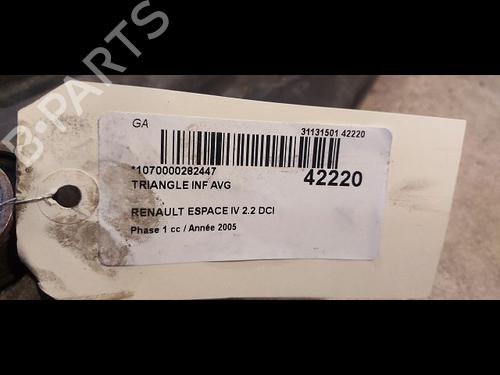 B-PARTS
GA
31131501 42220
*1070000282447
TRIANGLE INF AVG
42220
RENAULT ESPACE IV 2.2 DCI
Phase 1 cc / Année 2005